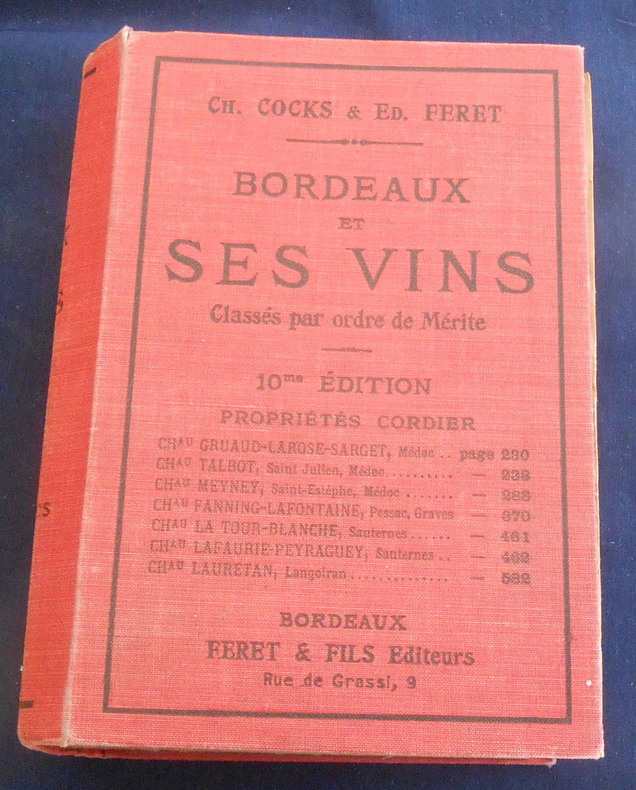 CH. COCKS & ED. FERET
BORDEAUX
ET
SES VINS
Classés par ordre de Mérite
10me ÉDITION
PROPRIÉTÉS CORDIER
CHAU GRUAUD-LAROSE-SARGET, Médoc .. page 230
CHAU TALBOT, Saint Julien, Médoc .......... — 238
CHAU MEYNEY, Saint-Estèphe, Médoc ....... — 288
CHAU FANNING-LAFONTAINE, Pessac, Graves — 370
CHAU LA TOUR-BLANCHE, Sauternes ...... — 461
CHAU LAFAURIE-PEYRAGUEY, Sauternes .. — 462
CHAU LAURETAN, Langoiran .............. — 582
BORDEAUX
FERET & FILS Editeurs
Rue de Grassi, 9